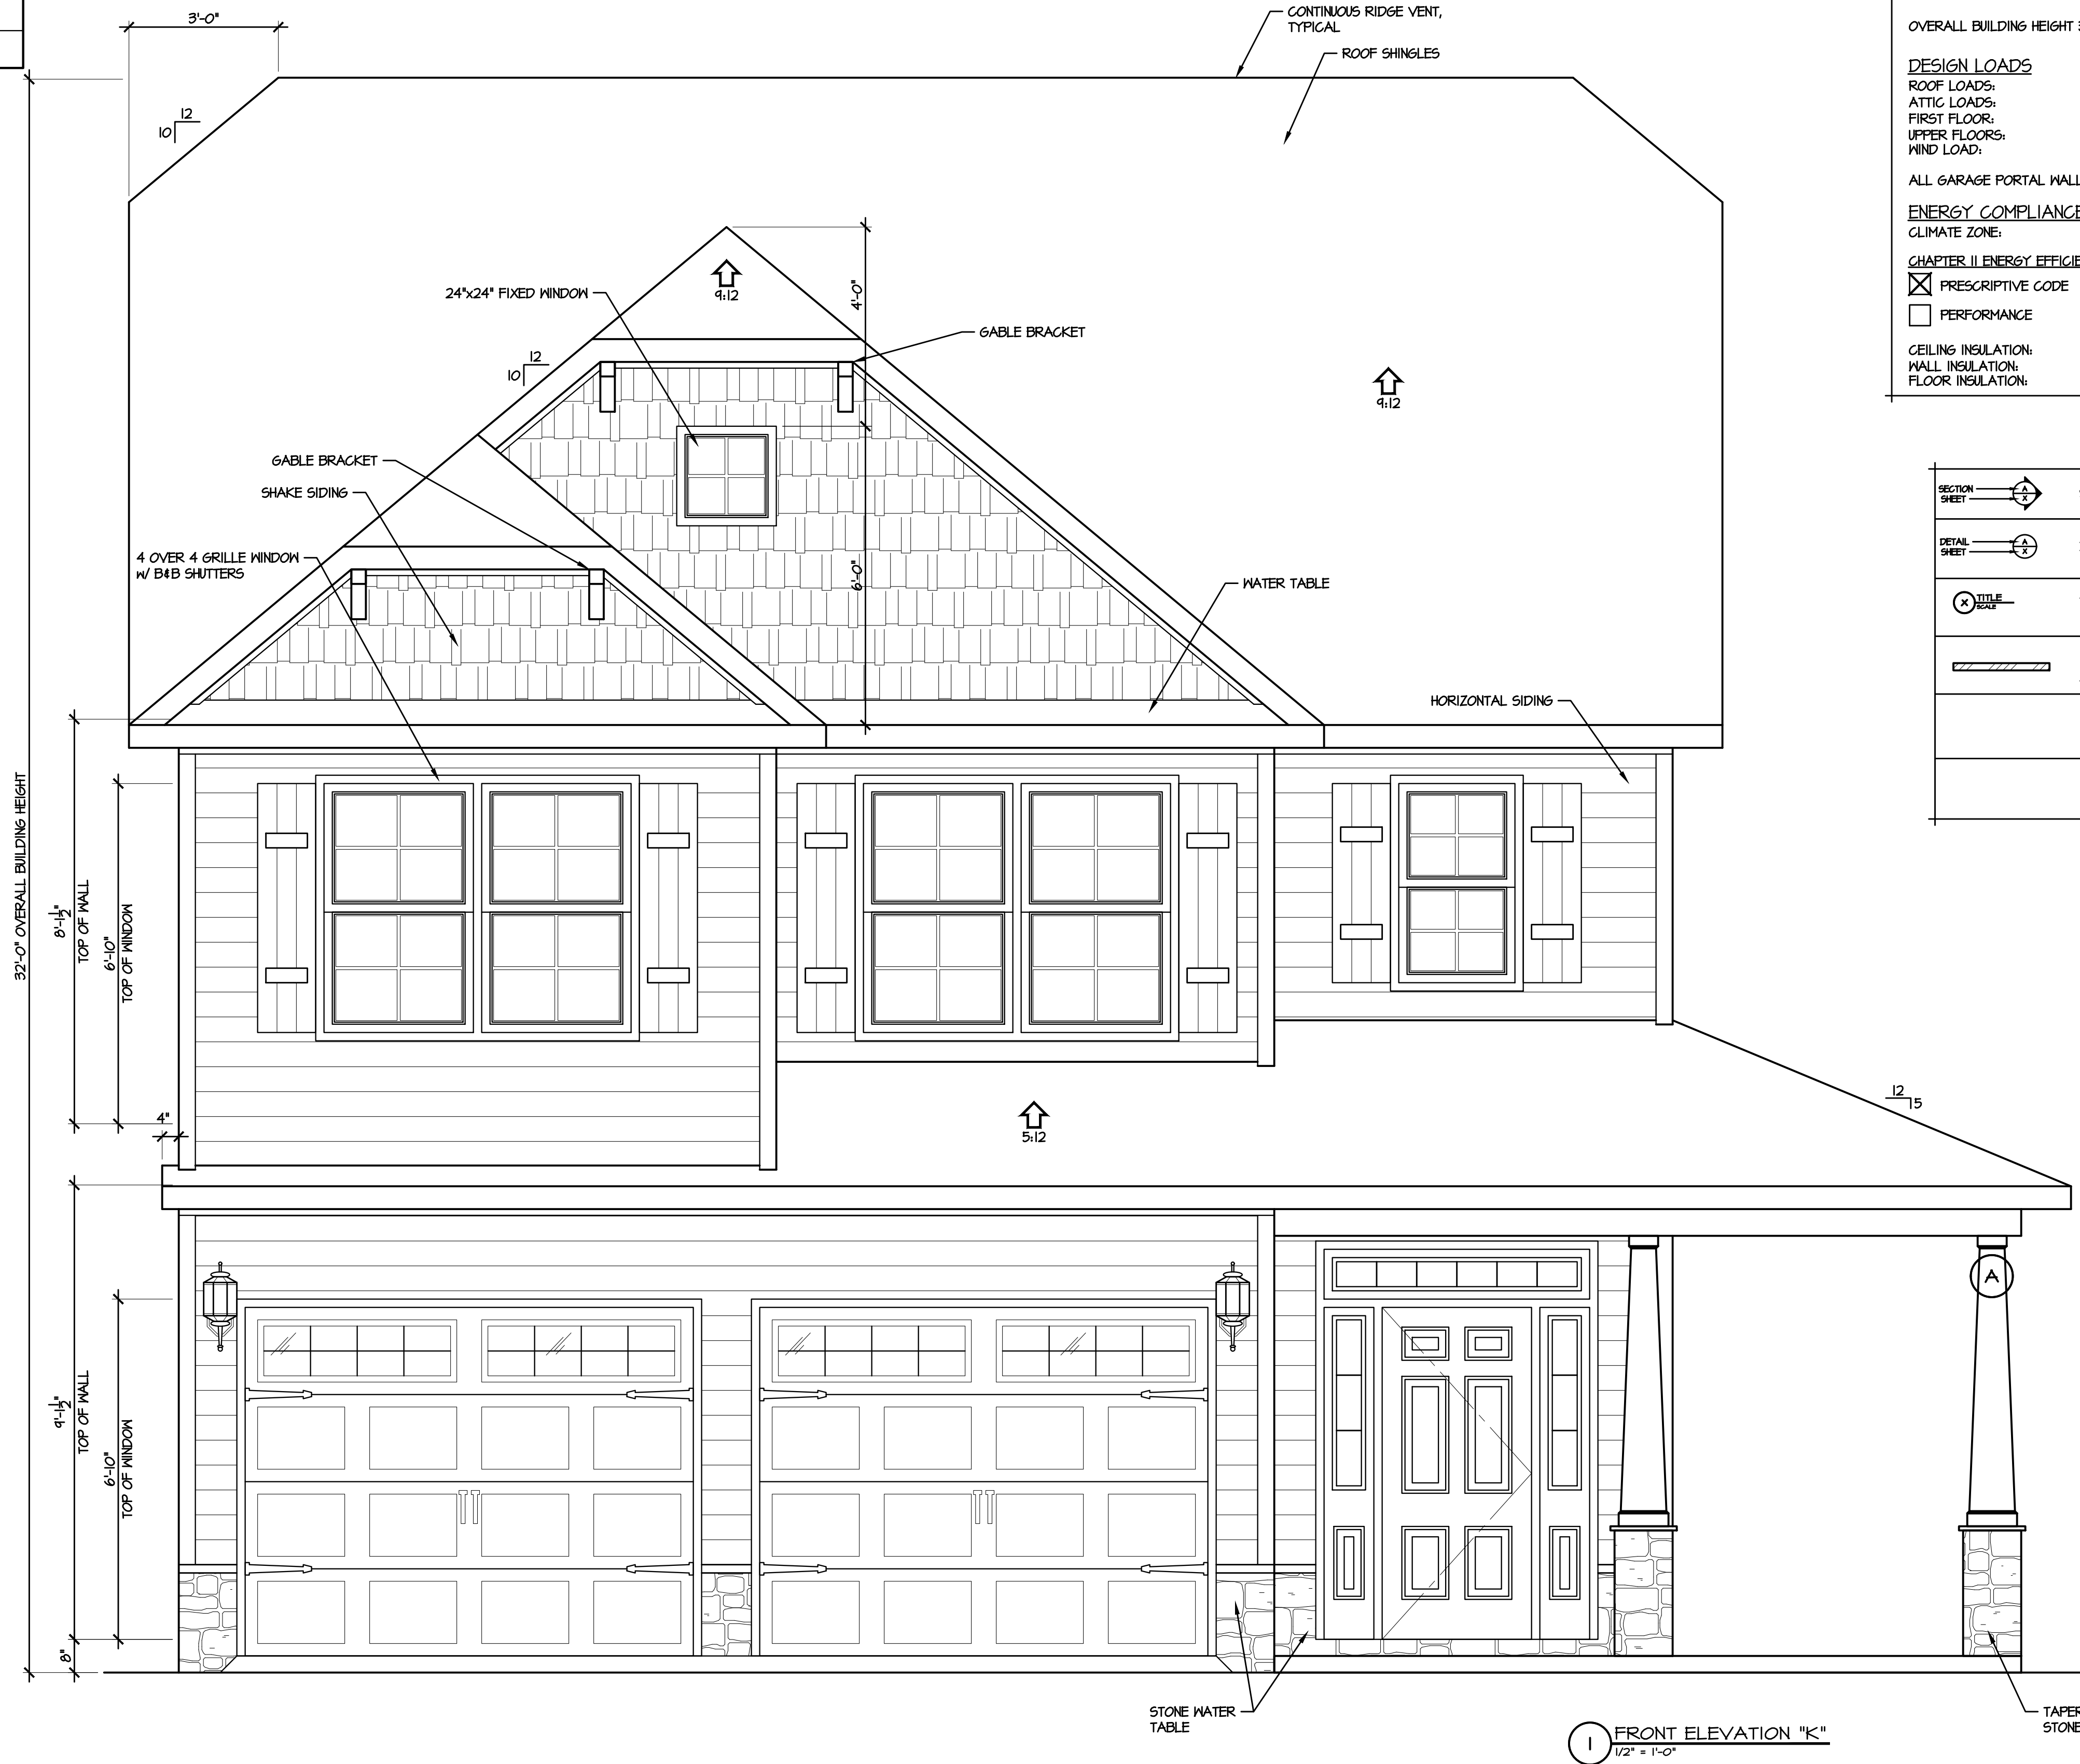 3'-0"
CONTINUOUS RIDGE VENT,
TYPICAL
ROOF SHINGLES
12
10
24"x24" FIXED WINDOW
9:12
4'-0"
GABLE BRACKET
12
10
9:12
GABLE BRACKET
SHAKE SIDING
4 OVER 4 GRILLE WINDOW
W/ B&B SHUTTERS
6'-0"
WATER TABLE
HORIZONTAL SIDING
32'-0" OVERALL BUILDING HEIGHT
8'-1 1/2"
TOP OF WALL
6'-10"
TOP OF WINDOW
4"
5:12
12
5
9'-1 1/2"
TOP OF WALL
6'-10"
TOP OF WINDOW
8"
A
STONE WATER
TABLE
TAPER
STONE
1
FRONT ELEVATION "K"
1/2" = 1'-0"
OVERALL BUILDING HEIGHT
DESIGN LOADS
ROOF LOADS:
ATTIC LOADS:
FIRST FLOOR:
UPPER FLOORS:
WIND LOAD:
ALL GARAGE PORTAL WALL
ENERGY COMPLIANCE
CLIMATE ZONE:
CHAPTER 11 ENERGY EFFICIE
PRESCRIPTIVE CODE
PERFORMANCE
CEILING INSULATION:
WALL INSULATION:
FLOOR INSULATION:
SECTION A
SHEET X
DETAIL A
SHEET X
X TITLE
SCALE